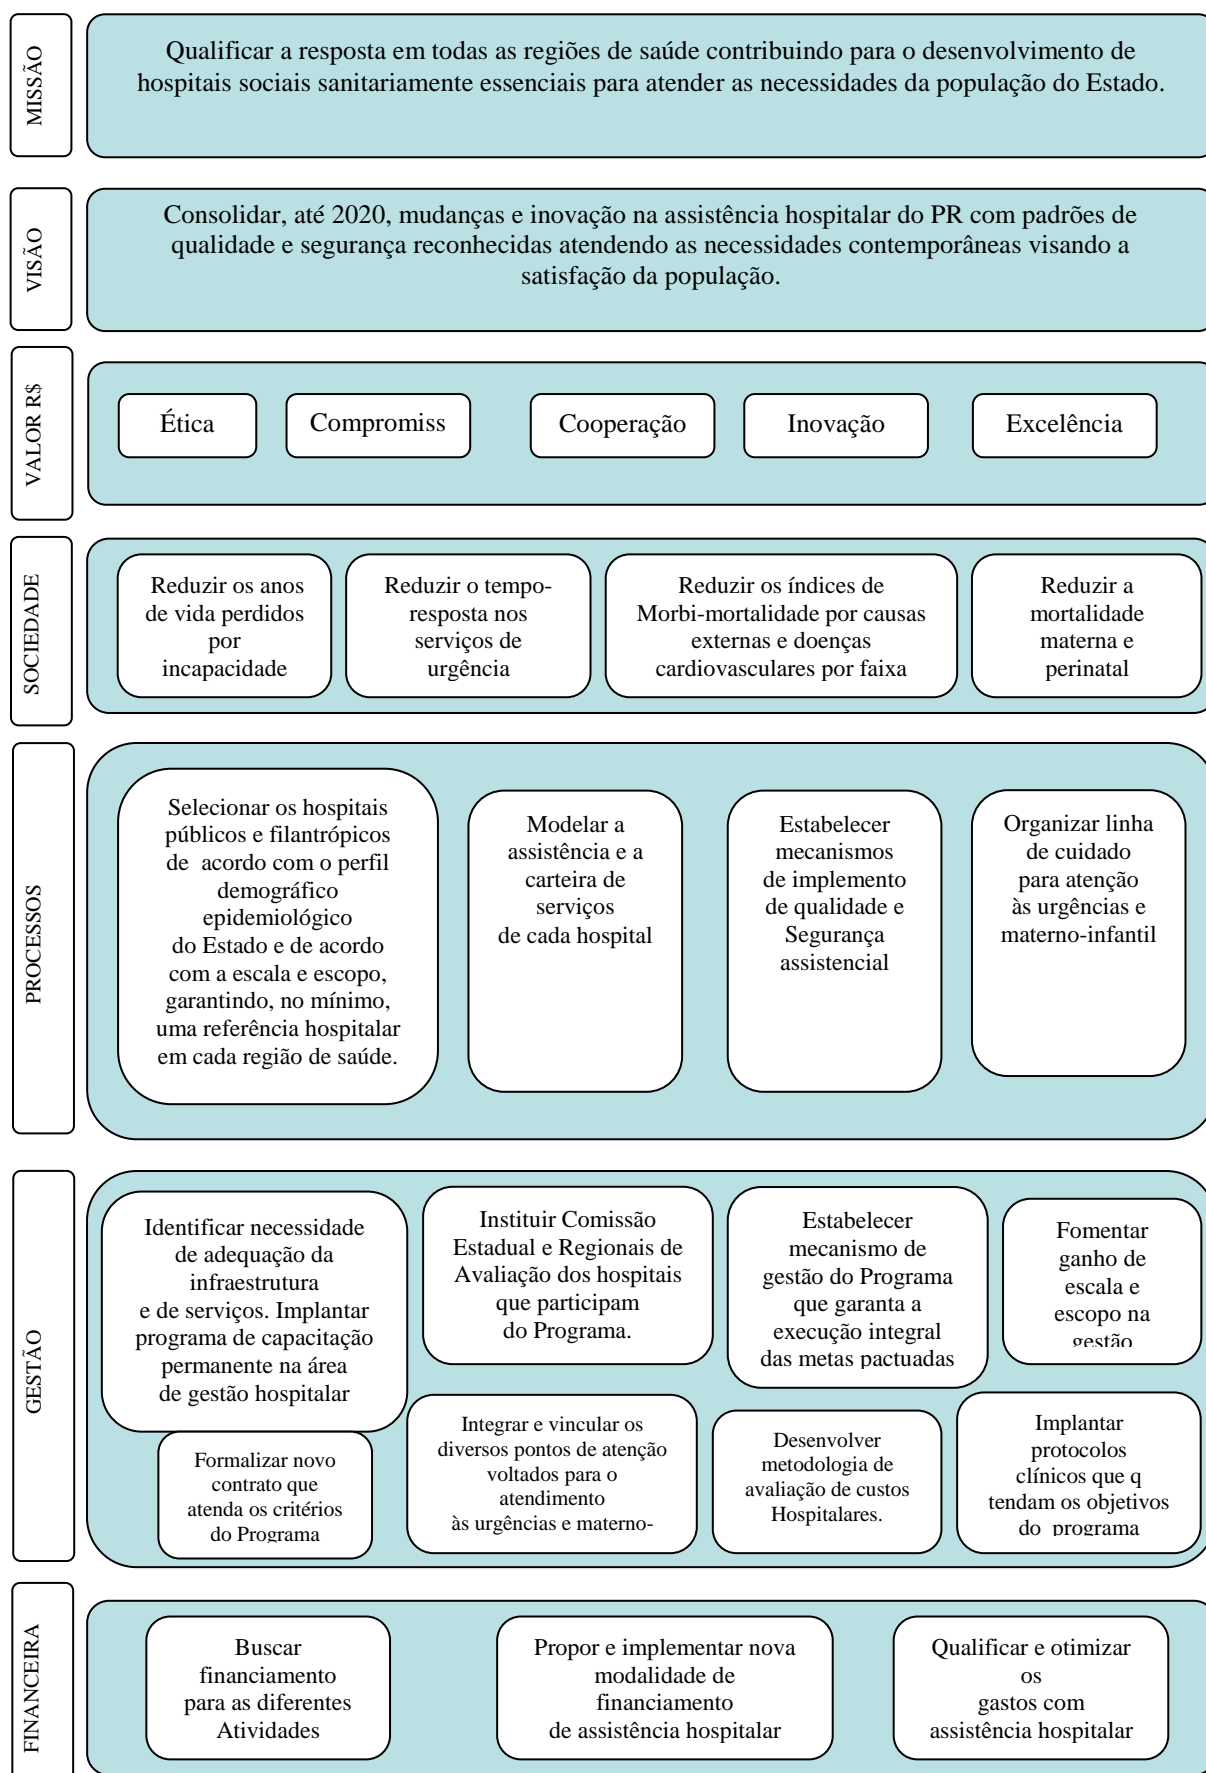 MISSÃO
Qualificar a resposta em todas as regiões de saúde contribuindo para o desenvolvimento de
hospitais sociais sanitariamente essenciais para atender as necessidades da população do Estado.
VISÃO
Consolidar, até 2020, mudanças e inovação na assistência hospitalar do PR com padrões de
qualidade e segurança reconhecidas atendendo as necessidades contemporâneas visando a
satisfação da população.
VALOR R$
Ética
Compromiss
Cooperação
Inovação
Excelência
SOCIEDADE
Reduzir os anos
de vida perdidos
por
incapacidade
Reduzir o tempo-
resposta nos
serviços de
urgência
Reduzir os índices de
Morbi-mortalidade por causas
externas e doenças
cardiovasculares por faixa
Reduzir a
mortalidade
materna e
perinatal
PROCESSOS
Selecionar os hospitais
públicos e filantrópicos
de acordo com o perfil
demográfico
epidemiológico
do Estado e de acordo
com a escala e escopo,
garantindo, no mínimo,
uma referência hospitalar
em cada região de saúde.
Modelar a
assistência e a
carteira de
serviços
de cada hospital
Estabelecer
mecanismos
de implemento
de qualidade e
Segurança
assistencial
Organizar linha
de cuidado
para atenção
às urgências e
materno-infantil
GESTÃO
Identificar necessidade
de adequação da
infraestrutura
e de serviços. Implantar
programa de capacitação
permanente na área
de gestão hospitalar
Instituir Comissão
Estadual e Regionais de
Avaliação dos hospitais
que participam
do Programa.
Estabelecer
mecanismo de
gestão do Programa
que garanta a
execução integral
das metas pactuadas
Fomentar
ganho de
escala e
escopo na
gestão
Formalizar novo
contrato que
atenda os critérios
do Programa
Integrar e vincular os
diversos pontos de atenção
voltados para o
atendimento
às urgências e materno-
Desenvolver
metodologia de
avaliação de custos
Hospitalares.
Implantar
protocolos
clínicos que q
tendam os objetivos
do programa
FINANCEIRA
Buscar
financiamento
para as diferentes
Atividades
Propor e implementar nova
modalidade de
financiamento
de assistência hospitalar
Qualificar e otimizar
os
gastos com
assistência hospitalar